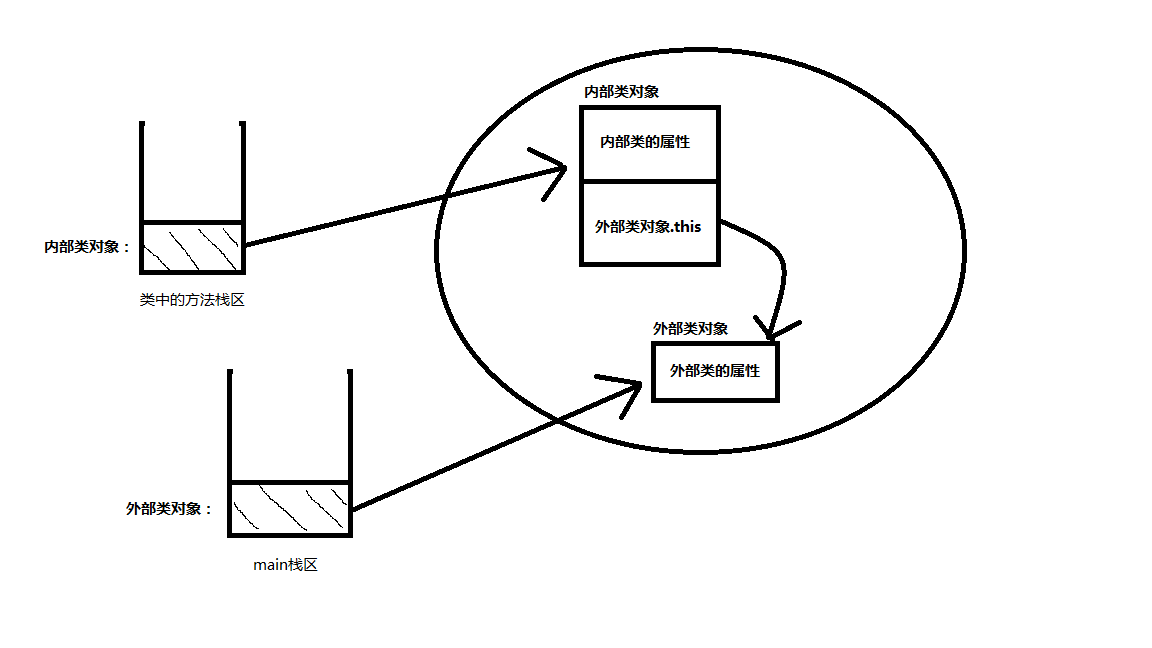 内部类对象
内部类的属性
外部类对象.this
内部类对象：
类中的方法栈区
外部类对象
外部类的属性
外部类对象：
main栈区